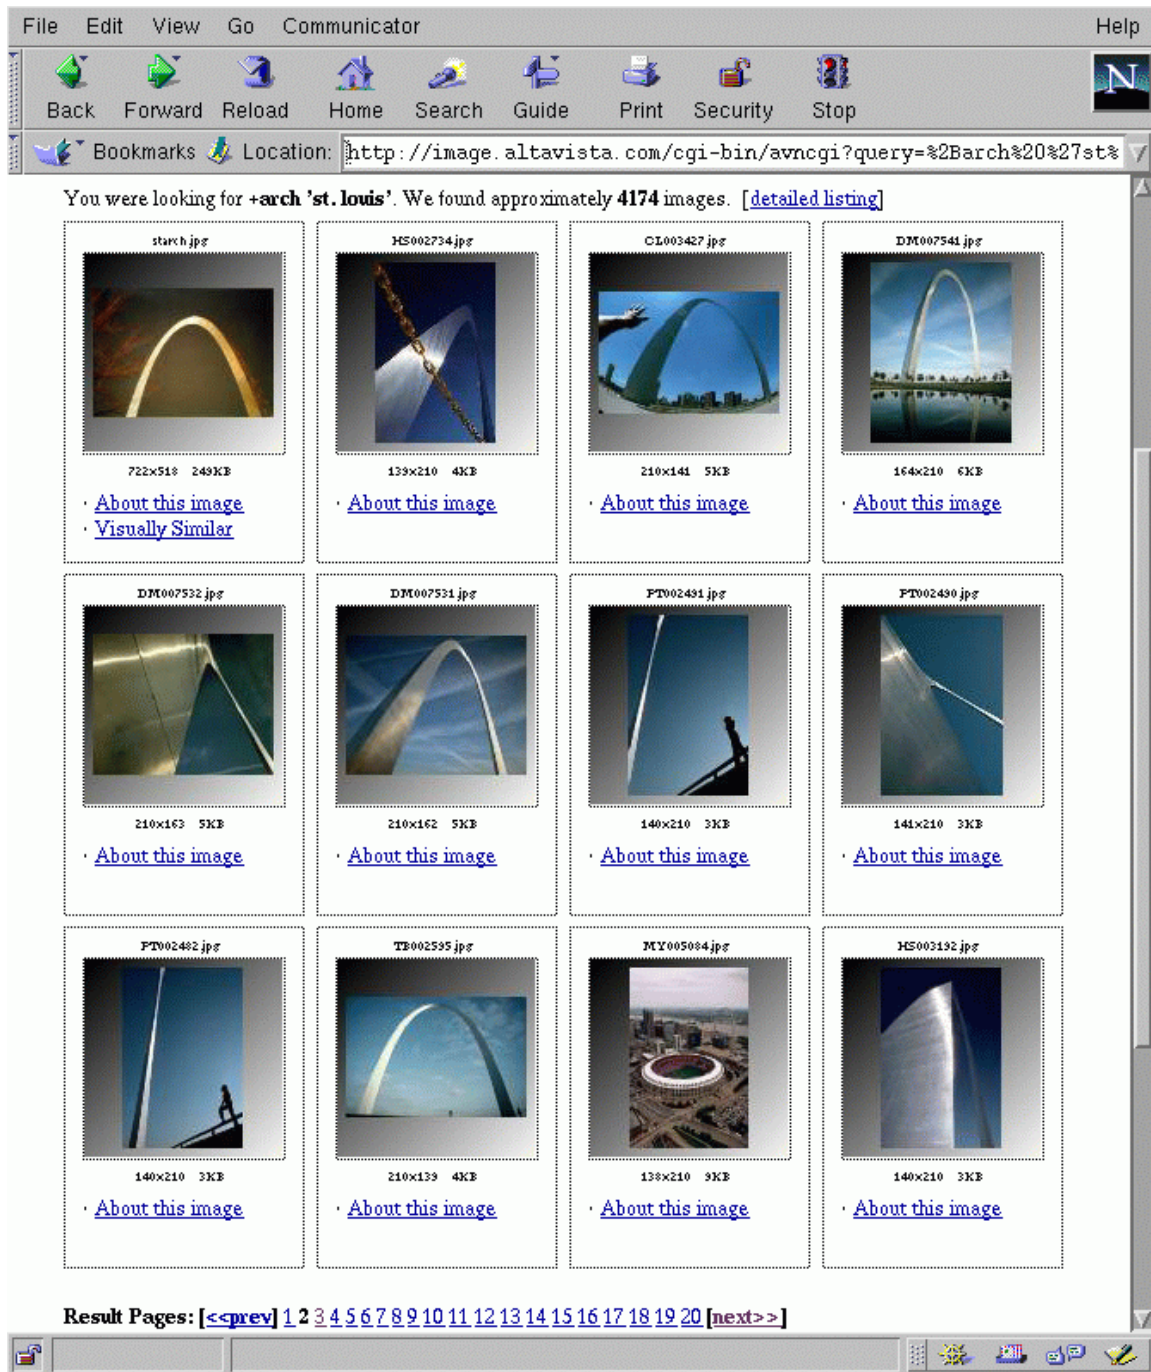 File Edit View Go Communicator Help
Back Forward Reload Home Search Guide Print Security Stop
N
Bookmarks Location: http://image.altavista.com/cgi-bin/avncgi?query=%2Barch%20%27st%
You were looking for +arch 'st. louis'. We found approximately 4174 images. [detailed listing]
starch.jpg HS002734.jpg CL003427.jpg DM007541.jpg
722x518 249KB 139x210 4KB 210x141 5KB 164x210 6KB
· About this image · About this image · About this image · About this image
· Visually Similar
DM007532.jpg DM007531.jpg PT002491.jpg PT002490.jpg
210x163 5KB 210x162 5KB 140x210 3KB 141x210 3KB
· About this image · About this image · About this image · About this image
PT002482.jpg TB002595.jpg MY005084.jpg HS003192.jpg
140x210 3KB 210x139 4KB 138x210 9KB 140x210 3KB
· About this image · About this image · About this image · About this image
Result Pages: [<<prev] 1 2 3 4 5 6 7 8 9 10 11 12 13 14 15 16 17 18 19 20 [next>>]